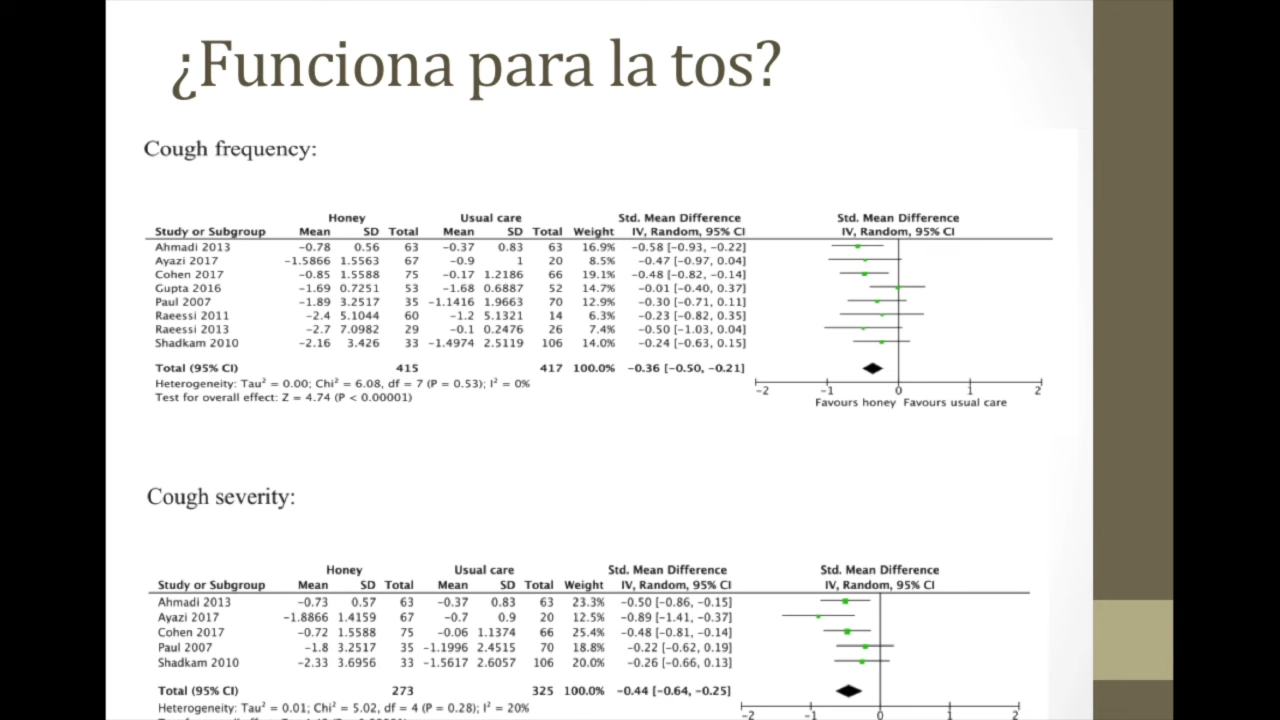 ¿Funciona para la tos?
Cough frequency:
Honey Usual care Std. Mean Difference Std. Mean Difference
Study or Subgroup Mean SD Total Mean SD Total Weight IV, Random, 95% CI IV, Random, 95% CI
Ahmadi 2013 −0.78 0.56 63 −0.37 0.83 63 16.9% −0.58 [−0.93, −0.22]
Ayazi 2017 −1.5866 1.5563 67 −0.9 1 20 8.5% −0.47 [−0.97, 0.04]
Cohen 2017 −0.85 1.5588 75 −0.17 1.2186 66 19.1% −0.48 [−0.82, −0.14]
Gupta 2016 −1.69 0.7251 53 −1.68 0.6887 52 14.7% −0.01 [−0.40, 0.37]
Paul 2007 −1.89 3.2517 35 −1.1416 1.9663 70 12.9% −0.30 [−0.71, 0.11]
Raeessi 2011 −2.4 5.1044 60 −1.2 5.1321 14 6.6% −0.23 [−0.82, 0.35]
Raeessi 2013 −2.7 7.0982 29 −0.1 0.2476 26 7.4% −0.50 [−1.03, 0.04]
Shadkam 2010 −2.16 3.426 33 −1.4974 2.5119 106 14.0% −0.24 [−0.63, 0.15]
Total (95% CI) 415 417 100.0% −0.36 [−0.50, −0.21]
Heterogeneity: Tau² = 0.00; Chi² = 6.08, df = 7 (P = 0.53); I² = 0%
Test for overall effect: Z = 4.74 (P < 0.00001)
−2 −1 0 1 2
Favours honey Favours usual care
Cough severity:
Honey Usual care Std. Mean Difference Std. Mean Difference
Study or Subgroup Mean SD Total Mean SD Total Weight IV, Random, 95% CI IV, Random, 95% CI
Ahmadi 2013 −0.73 0.57 63 −0.37 0.83 63 23.3% −0.50 [−0.86, −0.15]
Ayazi 2017 −1.8866 1.4159 67 −0.7 0.9 20 12.5% −0.89 [−1.41, −0.37]
Cohen 2017 −0.72 1.5588 75 −0.06 1.1374 66 25.4% −0.48 [−0.81, −0.14]
Paul 2007 −1.8 3.2517 35 −1.1996 2.4515 70 18.8% −0.22 [−0.62, 0.19]
Shadkam 2010 −2.33 3.6956 33 −1.5617 2.6057 106 20.0% −0.26 [−0.66, 0.13]
Total (95% CI) 273 325 100.0% −0.44 [−0.64, −0.25]
Heterogeneity: Tau² = 0.01; Chi² = 5.02, df = 4 (P = 0.28); I² = 20%
−2 −1 0 1 2